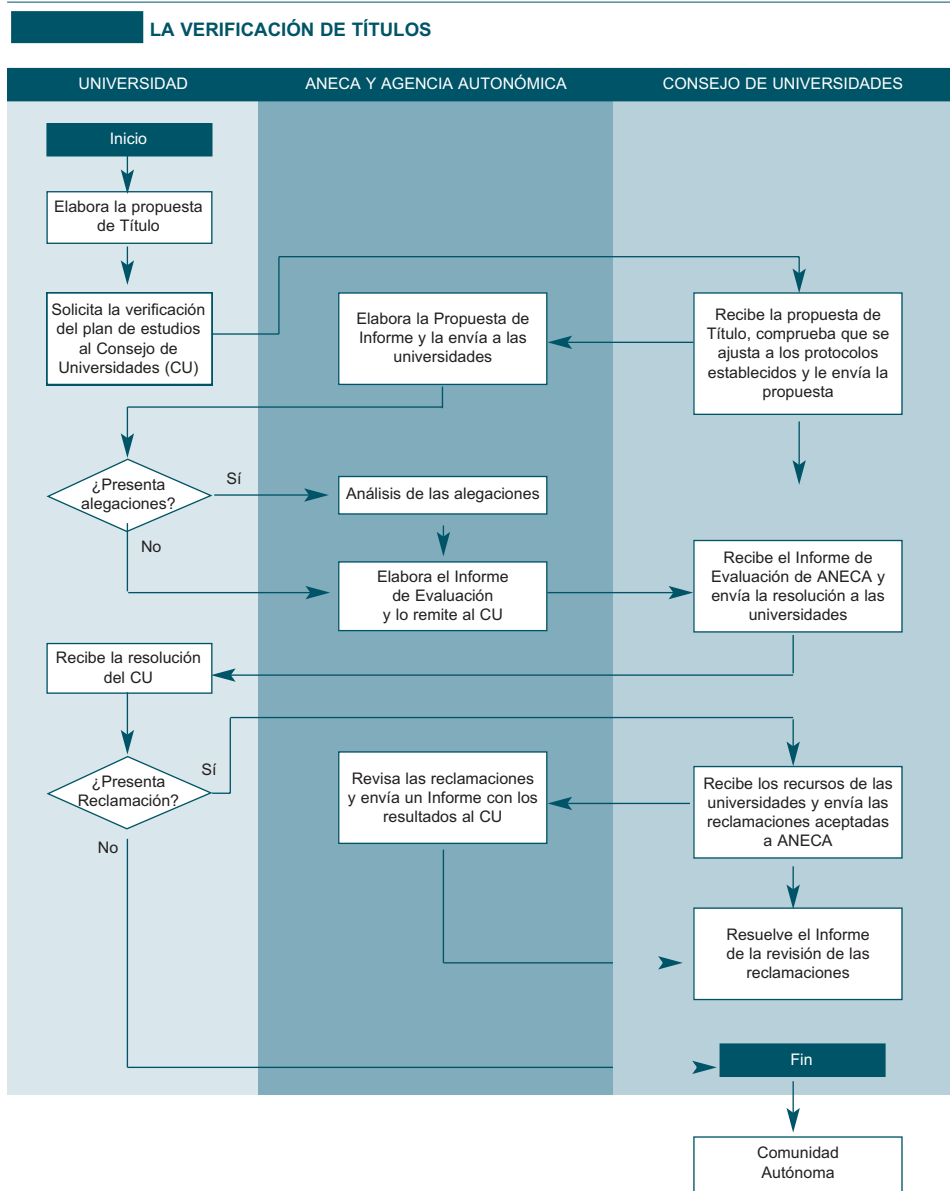 LA VERIFICACIÓN DE TÍTULOS
UNIVERSIDAD
ANECA Y AGENCIA AUTONÓMICA
CONSEJO DE UNIVERSIDADES
Inicio
Elabora la propuesta
de Título
Solicita la verificación
del plan de estudios
al Consejo de
Universidades (CU)
Elabora la Propuesta de
Informe y la envía a las
universidades
Recibe la propuesta de
Título, comprueba que se
ajusta a los protocolos
establecidos y le envía la
propuesta
¿Presenta
alegaciones?
Sí
No
Análisis de las alegaciones
Elabora el Informe
de Evaluación
y lo remite al CU
Recibe el Informe de
Evaluación de ANECA y
envía la resolución a las
universidades
Recibe la resolución
del CU
¿Presenta
Reclamación?
Sí
No
Revisa las reclamaciones
y envía un Informe con los
resultados al CU
Recibe los recursos de las
universidades y envía las
reclamaciones aceptadas
a ANECA
Resuelve el Informe
de la revisión de las
reclamaciones
Fin
Comunidad
Autónoma